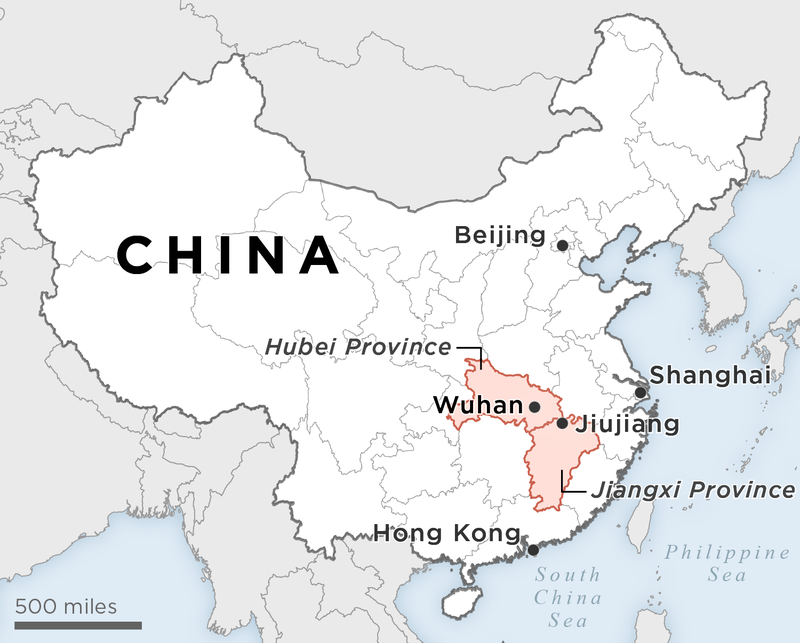 Beijing
CHINA
Hubei Province
Shanghai
Wuhan
Jiujiang
Jiangxi Province
Hong Kong
Philippine
Sea
South
China
Sea
500 miles